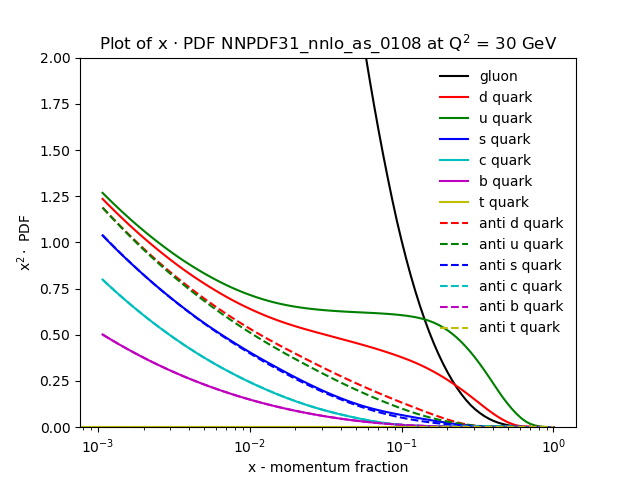 Plot of x · PDF NNPDF31_nnlo_as_0108 at Q² = 30 GeV
2.00
1.75
1.50
1.25
1.00
0.75
0.50
0.25
0.00
x²· PDF
gluon
d quark
u quark
s quark
c quark
b quark
t quark
anti d quark
anti u quark
anti s quark
anti c quark
anti b quark
anti t quark
10⁻³ 10⁻² 10⁻¹ 10⁰
x - momentum fraction